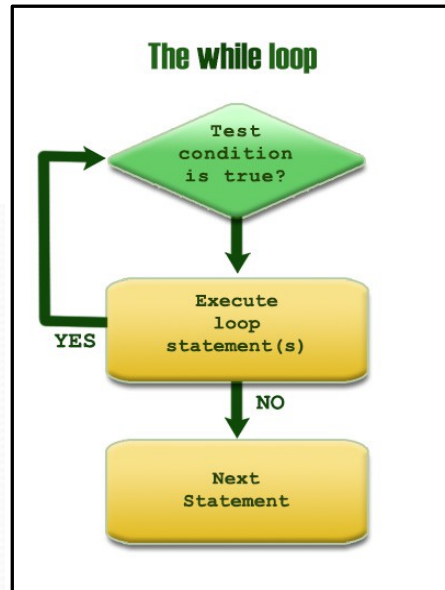 The while loop
Test
condition
is true?
Execute
loop
statement(s)
YES
NO
Next
Statement